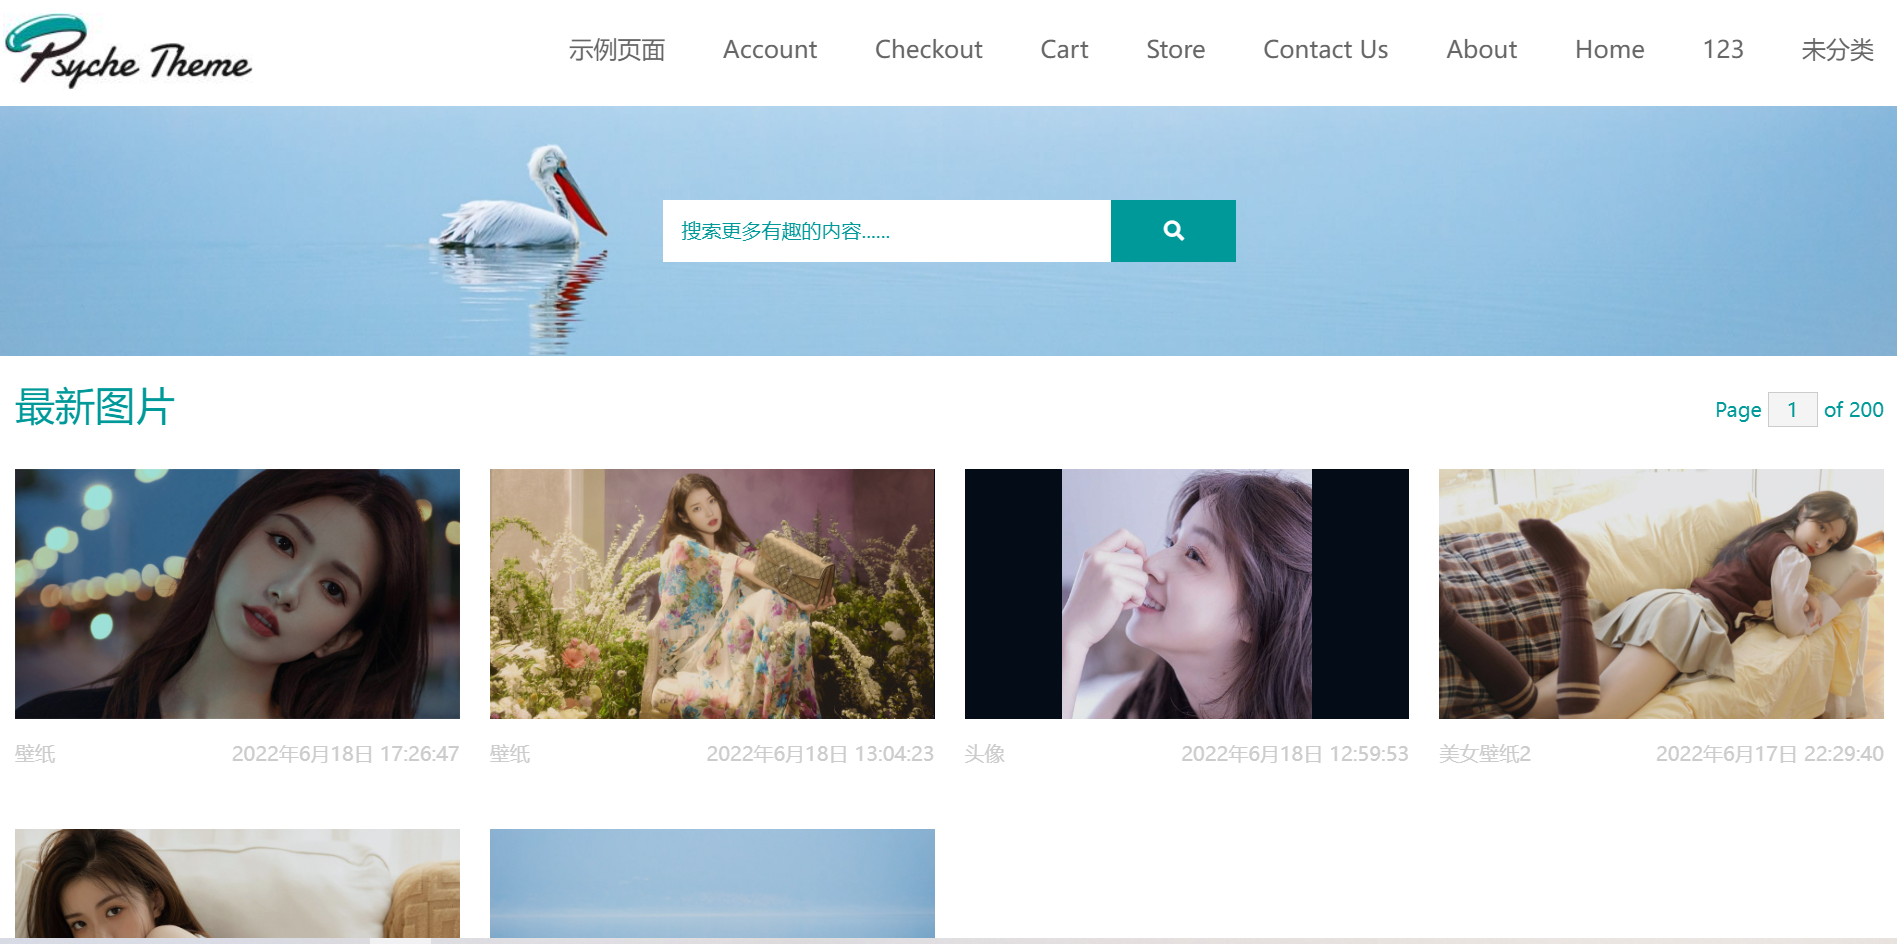 Psyche Theme
示例页面 Account Checkout Cart Store Contact Us About Home 123 未分类
搜索更多有趣的内容......
最新图片
Page 1 of 200
壁纸 2022年6月18日 17:26:47
壁纸 2022年6月18日 13:04:23
头像 2022年6月18日 12:59:53
美女壁纸2 2022年6月17日 22:29:40